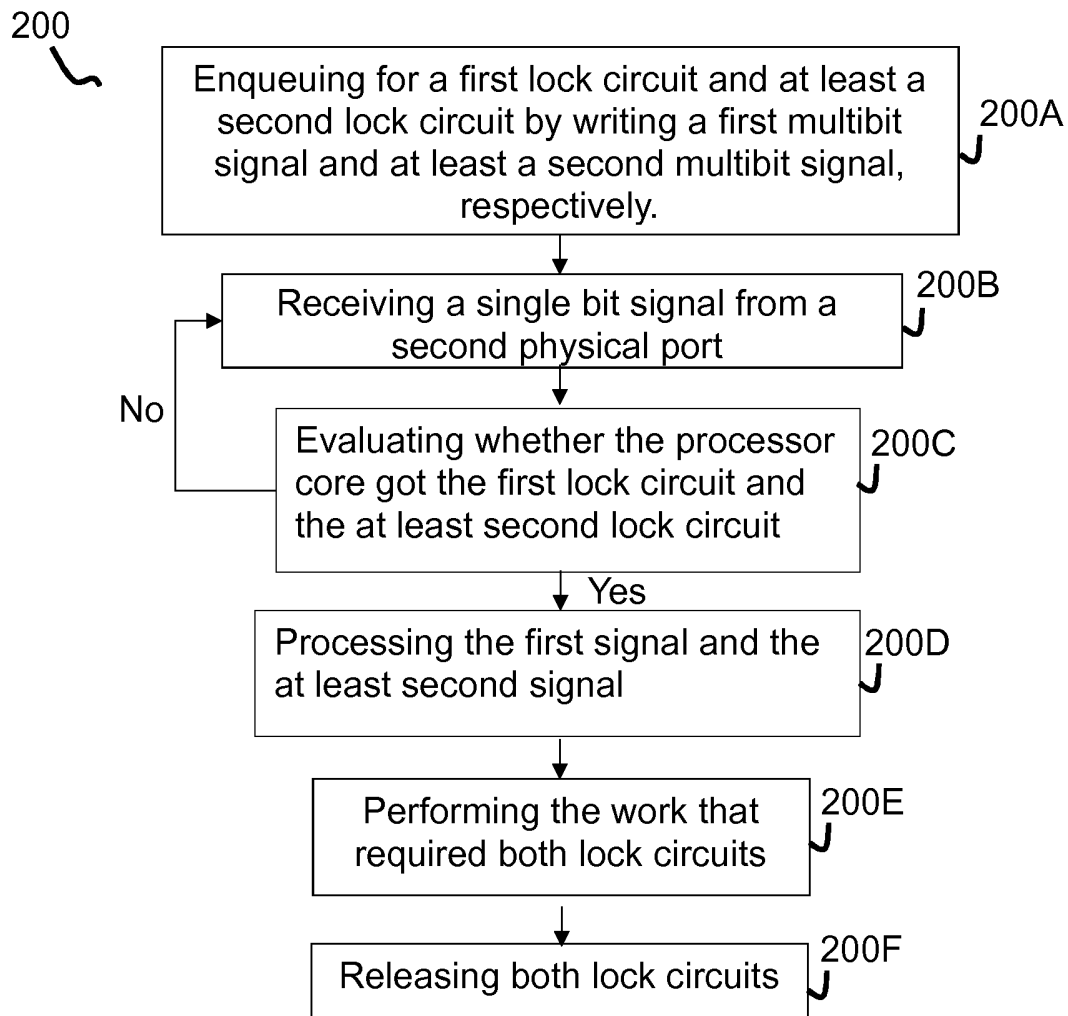 200
Enqueuing for a first lock circuit and at least a
second lock circuit by writing a first multibit
signal and at least a second multibit signal,
respectively.
200A
Receiving a single bit signal from a
second physical port
200B
No
Evaluating whether the processor
core got the first lock circuit and
the at least second lock circuit
200C
Yes
Processing the first signal and the
at least second signal
200D
Performing the work that
required both lock circuits
200E
Releasing both lock circuits
200F